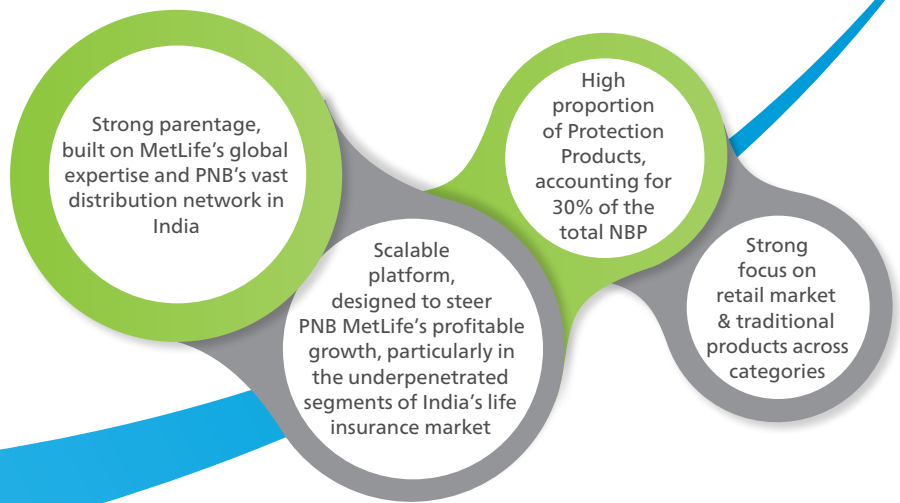 Strong parentage,
built on MetLife’s global
expertise and PNB’s vast
distribution network in
India
Scalable
platform,
designed to steer
PNB MetLife’s profitable
growth, particularly in
the underpenetrated
segments of India’s life
insurance market
High
proportion
of Protection
Products,
accounting for
30% of the
total NBP
Strong
focus on
retail market
& traditional
products across
categories